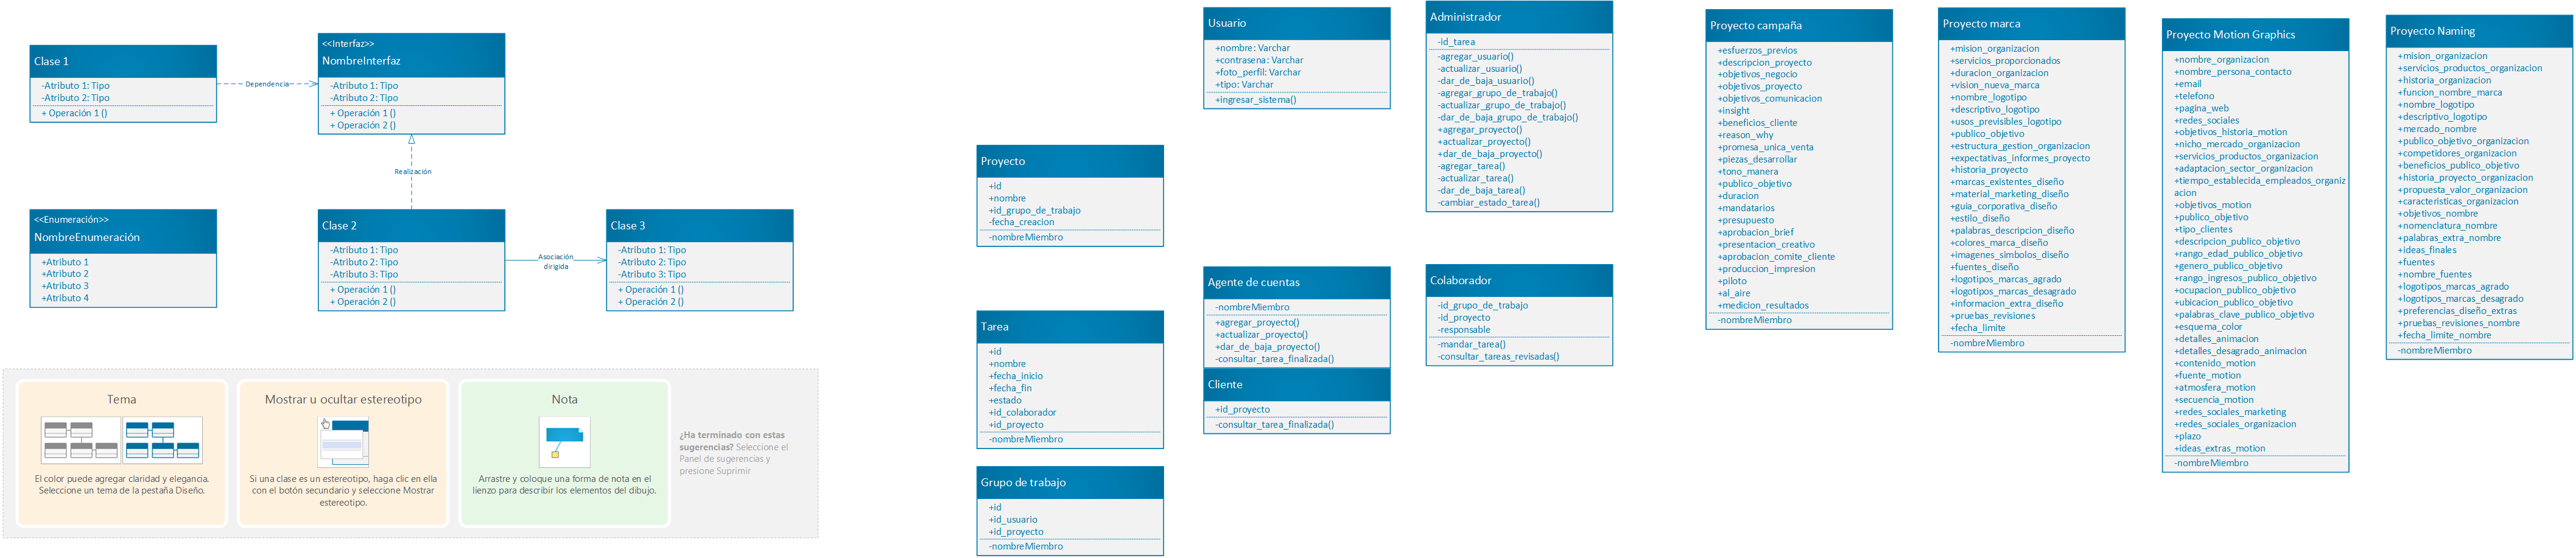 Clase 1
-Atributo 1: Tipo
-Atributo 2: Tipo
+ Operación 1 ()
Dependencia
<<Interfaz>>
NombreInterfaz
-Atributo 1: Tipo
-Atributo 2: Tipo
+ Operación 1 ()
+ Operación 2 ()
Realización
<<Enumeración>>
NombreEnumeración
+Atributo 1
+Atributo 2
+Atributo 3
+Atributo 4
Clase 2
-Atributo 1: Tipo
-Atributo 2: Tipo
-Atributo 3: Tipo
+ Operación 1 ()
+ Operación 2 ()
Asociación
dirigida
Clase 3
-Atributo 1: Tipo
-Atributo 2: Tipo
-Atributo 3: Tipo
+ Operación 1 ()
+ Operación 2 ()
Tema
El color puede agregar claridad y elegancia.
Seleccione un tema de la pestaña Diseño.
Mostrar u ocultar estereotipo
Si una clase es un estereotipo, haga clic en ella
con el botón secundario y seleccione Mostrar
estereotipo.
Nota
Arrastre y coloque una forma de nota en el
lienzo para describir los elementos del dibujo.
¿Ha terminado con estas
sugerencias? Seleccione el
Panel de sugerencias y
presione Suprimir
Proyecto
+id
+nombre
+id_grupo_de_trabajo
-fecha_creacion
-nombreMiembro
Tarea
+id
+nombre
+fecha_inicio
+fecha_fin
+estado
+id_colaborador
+id_proyecto
-nombreMiembro
Grupo de trabajo
+id
+id_usuario
+id_proyecto
-nombreMiembro
Usuario
+nombre: Varchar
+contrasena: Varchar
+foto_perfil: Varchar
+tipo: Varchar
+ingresar_sistema()
Agente de cuentas
-nombreMiembro
+agregar_proyecto()
+actualizar_proyecto()
+dar_de_baja_proyecto()
-consultar_tarea_finalizada()
Cliente
+id_proyecto
-consultar_tarea_finalizada()
Administrador
-id_tarea
-agregar_usuario()
-actualizar_usuario()
-dar_de_baja_usuario()
-agregar_grupo_de_trabajo()
-actualizar_grupo_de_trabajo()
-dar_de_baja_grupo_de_trabajo()
+agregar_proyecto()
+actualizar_proyecto()
+dar_de_baja_proyecto()
-agregar_tarea()
-actualizar_tarea()
-dar_de_baja_tarea()
-cambiar_estado_tarea()
Colaborador
-id_grupo_de_trabajo
-id_proyecto
-responsable
-mandar_tarea()
-consultar_tareas_revisadas()
Proyecto campaña
+esfuerzos_previos
+descripcion_proyecto
+objetivos_negocio
+objetivos_proyecto
+objetivos_comunicacion
+insight
+beneficios_cliente
+reason_why
+promesa_unica_venta
+piezas_desarrollar
+tono_manera
+publico_objetivo
+duracion
+mandatarios
+presupuesto
+aprobacion_brief
+presentacion_creativo
+aprobacion_comite_cliente
+produccion_impresion
+piloto
+al_aire
+medicion_resultados
-nombreMiembro
Proyecto marca
+mision_organizacion
+servicios_proporcionados
+duracion_organizacion
+vision_nueva_marca
+nombre_logotipo
+descriptivo_logotipo
+usos_previsibles_logotipo
+publico_objetivo
+estructura_gestion_organizacion
+expectativas_informes_proyecto
+historia_proyecto
+marcas_existentes_diseño
+material_marketing_diseño
+guia_corporativa_diseño
+estilo_diseño
+palabras_descripcion_diseño
+colores_marca_diseño
+imagenes_simbolos_diseño
+fuentes_diseño
+logotipos_marcas_agrado
+logotipos_marcas_desagrado
+informacion_extra_diseño
+pruebas_revisiones
+fecha_limite
-nombreMiembro
Proyecto Motion Graphics
+nombre_organizacion
+nombre_persona_contacto
+email
+telefono
+pagina_web
+redes_sociales
+objetivos_historia_motion
+nicho_mercado_organizacion
+servicios_productos_organizacion
+adaptacion_sector_organizacion
+tiempo_establecida_empleados_organiz
acion
+objetivos_motion
+publico_objetivo
+tipo_clientes
+descripcion_publico_objetivo
+rango_edad_publico_objetivo
+genero_publico_objetivo
+rango_ingresos_publico_objetivo
+ocupacion_publico_objetivo
+ubicacion_publico_objetivo
+palabras_clave_publico_objetivo
+esquema_color
+detalles_animacion
+detalles_desagrado_animacion
+contenido_motion
+fuente_motion
+atmosfera_motion
+secuencia_motion
+redes_sociales_marketing
+redes_sociales_organizacion
+plazo
+ideas_extras_motion
-nombreMiembro
Proyecto Naming
+mision_organizacion
+servicios_productos_organizacion
+historia_organizacion
+funcion_nombre_marca
+nombre_logotipo
+descriptivo_logotipo
+mercado_nombre
+publico_objetivo_organizacion
+competidores_organizacion
+beneficios_publico_objetivo
+historia_proyecto_organizacion
+propuesta_valor_organizacion
+caracteristicas_organizacion
+objetivos_nombre
+nomenclatura_nombre
+palabras_extra_nombre
+ideas_finales
+fuentes
+nombre_fuentes
+logotipos_marcas_agrado
+logotipos_marcas_desagrado
+preferencias_diseño_extras
+pruebas_revisiones_nombre
+fecha_limite_nombre
-nombreMiembro